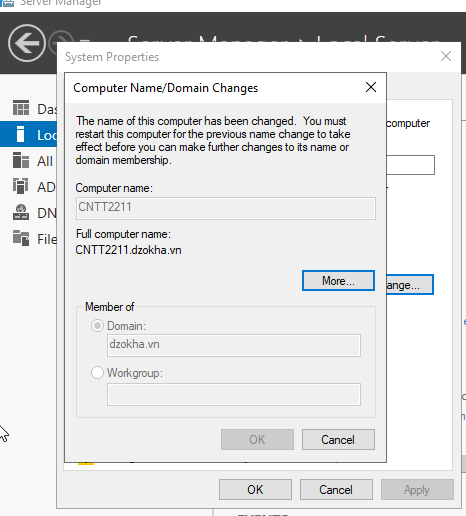 Server Manager
System Properties
Computer Name/Domain Changes
The name of this computer has been changed. You must
restart this computer for the previous name change to take
effect before you can make further changes to its name or
domain membership.
computer
Computer name:
CNTT2211
Full computer name:
CNTT2211.dzokha.vn
More...
ange...
Member of
Domain:
dzokha.vn
Workgroup:
OK
Cancel
OK
Cancel
Apply
Das
Loc
All
AD
DN
File